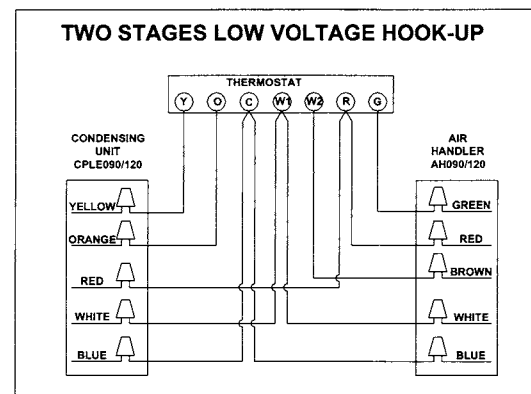 TWO STAGES LOW VOLTAGE HOOK-UP
THERMOSTAT
Y O C W1 W2 R G
CONDENSING
UNIT
CPLE090/120
AIR
HANDLER
AH090/120
YELLOW
ORANGE
RED
WHITE
BLUE
GREEN
RED
BROWN
WHITE
BLUE